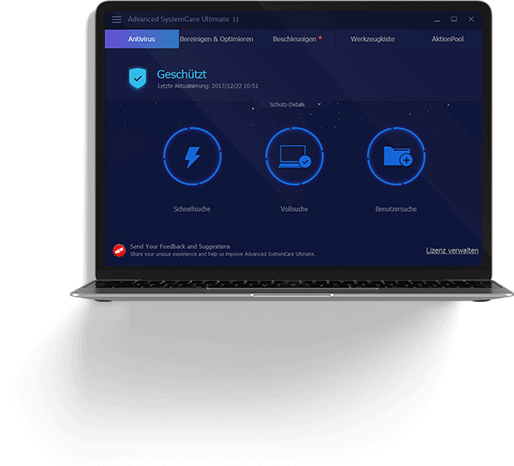 Advanced SystemCare Ultimate 11
Antivirus
Bereinigen & Optimieren
Beschleunigen
Werkzeugkiste
AktionPool
Geschützt
Letzte Aktualisierung: 2017/12/22 10:51
Schutz-Details
Schnellsuche
Vollsuche
Benutzersuche
Send Your Feedback and Suggestions
Share your unique experience and help us improve Advanced SystemCare Ultimate.
Lizenz verwalten